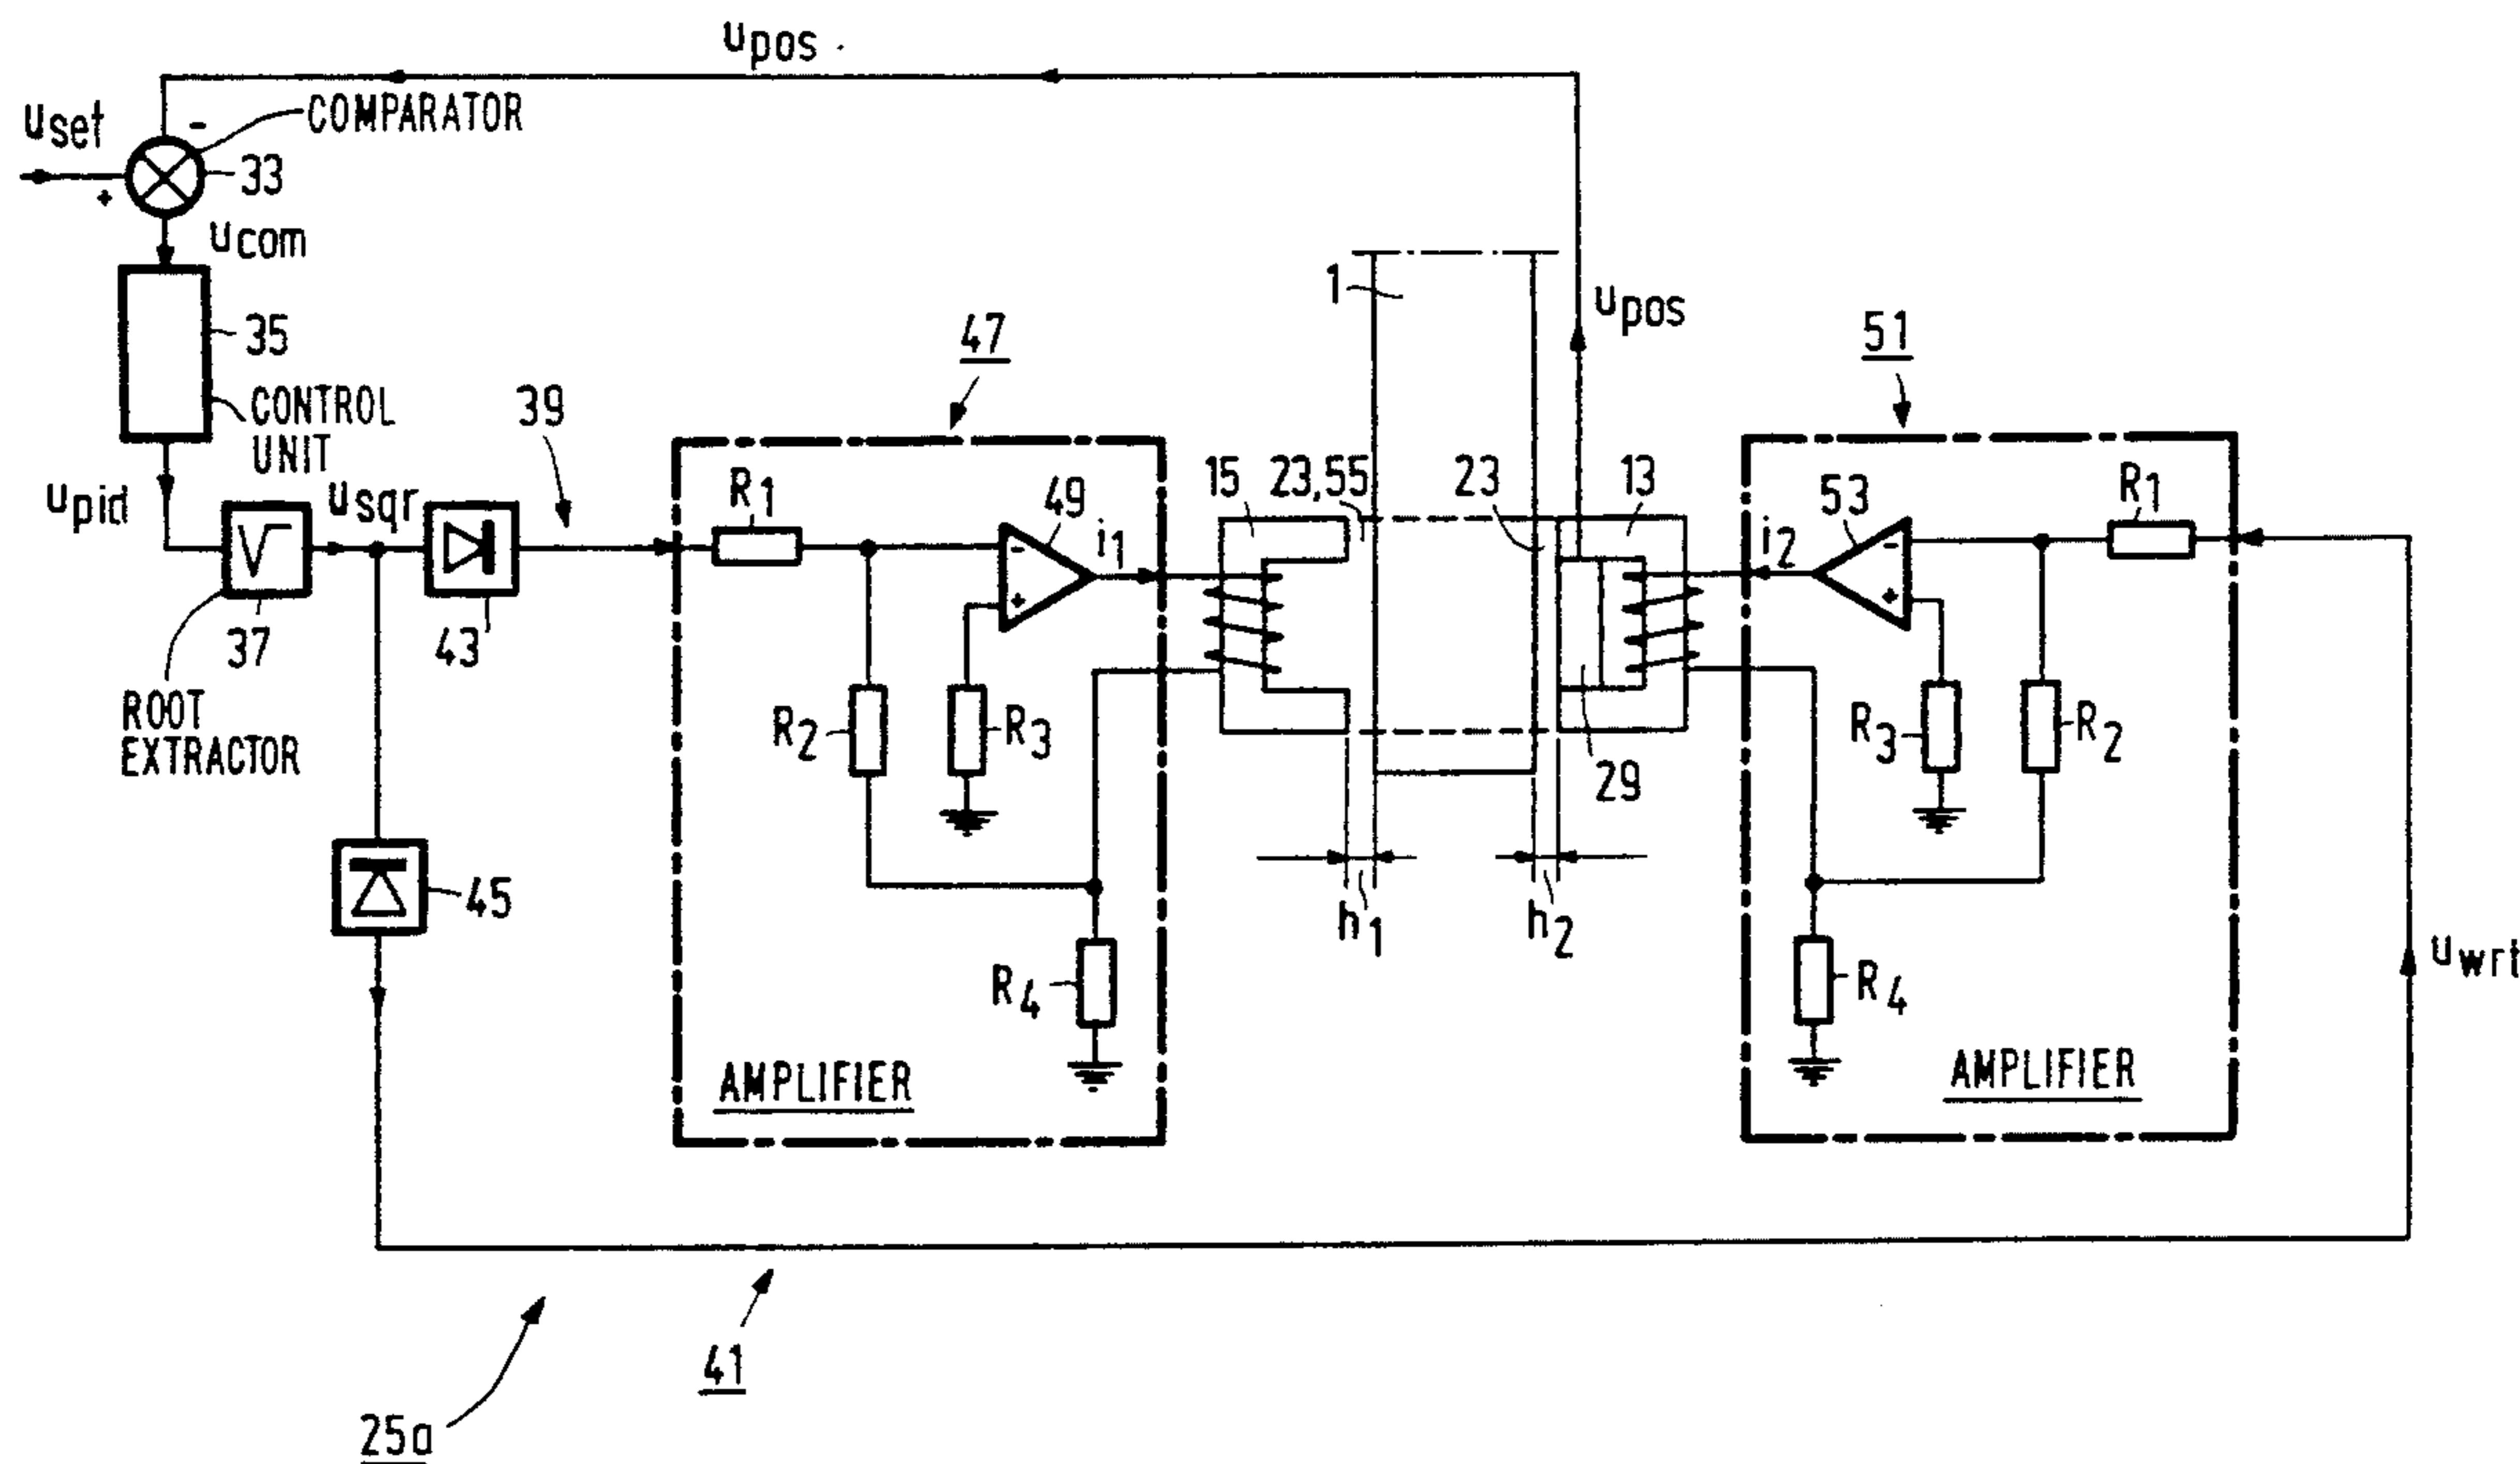 upos
uset
COMPARATOR
-
+
33
ucom
35
CONTROL
UNIT
upid
usqr
37
43
ROOT
EXTRACTOR
45
39
47
R1
49
-
+
i1
R2
R3
R4
AMPLIFIER
1
upos
15
23,55
23
13
29
h1
h2
51
53
R1
i2
-
+
R3
R2
R4
AMPLIFIER
uwrt
41
25a